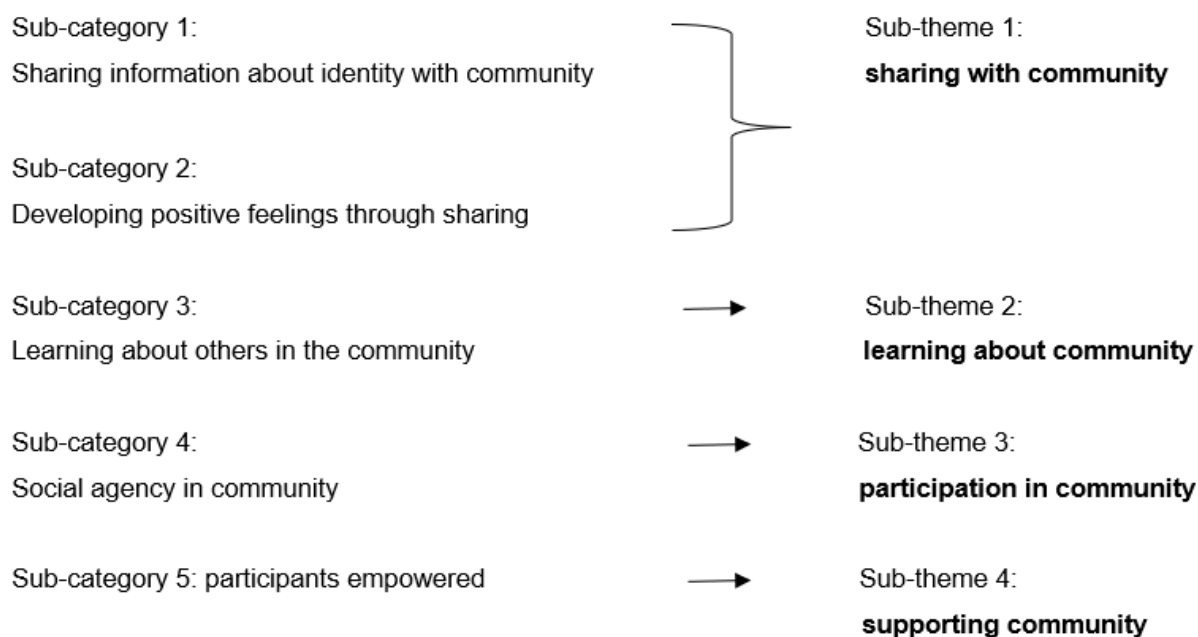 Sub-category 1:
Sharing information about identity with community
Sub-category 2:
Developing positive feelings through sharing
Sub-theme 1:
sharing with community
Sub-category 3:
Learning about others in the community
Sub-theme 2:
learning about community
Sub-category 4:
Social agency in community
Sub-theme 3:
participation in community
Sub-category 5: participants empowered
Sub-theme 4:
supporting community